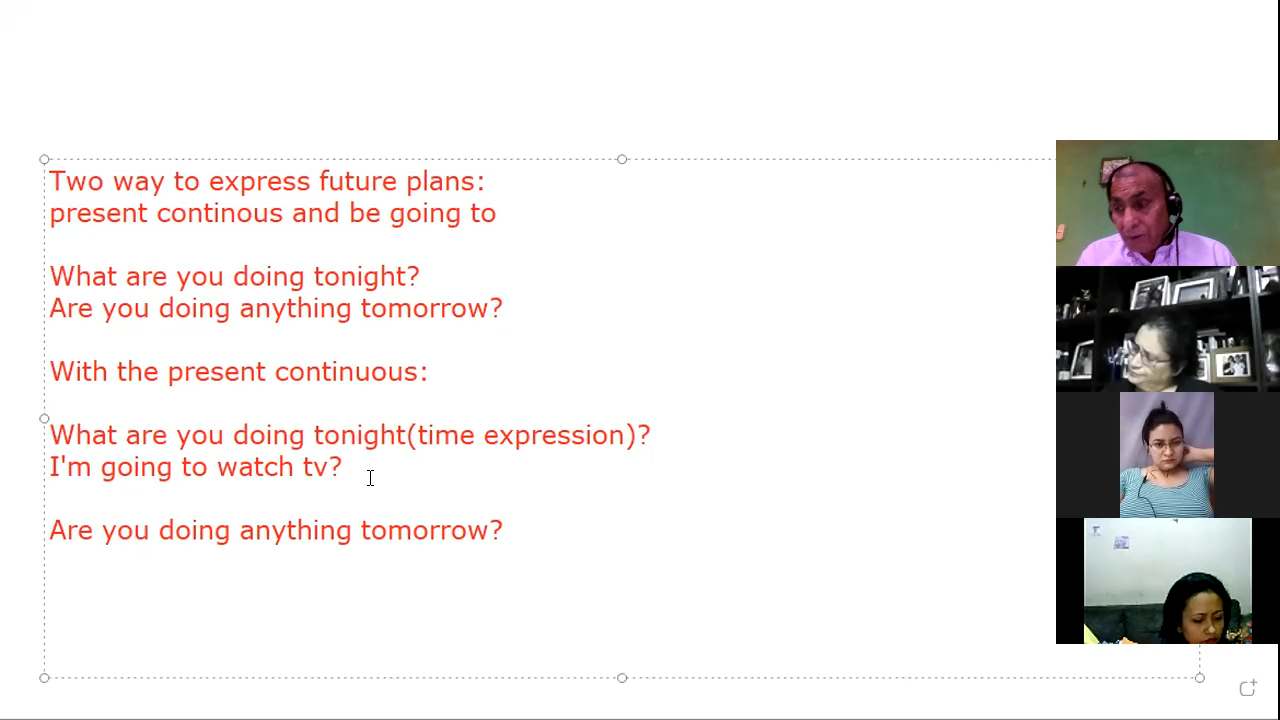 Two way to express future plans:
present continous and be going to
What are you doing tonight?
Are you doing anything tomorrow?
With the present continuous:
What are you doing tonight(time expression)?
I'm going to watch tv?
Are you doing anything tomorrow?